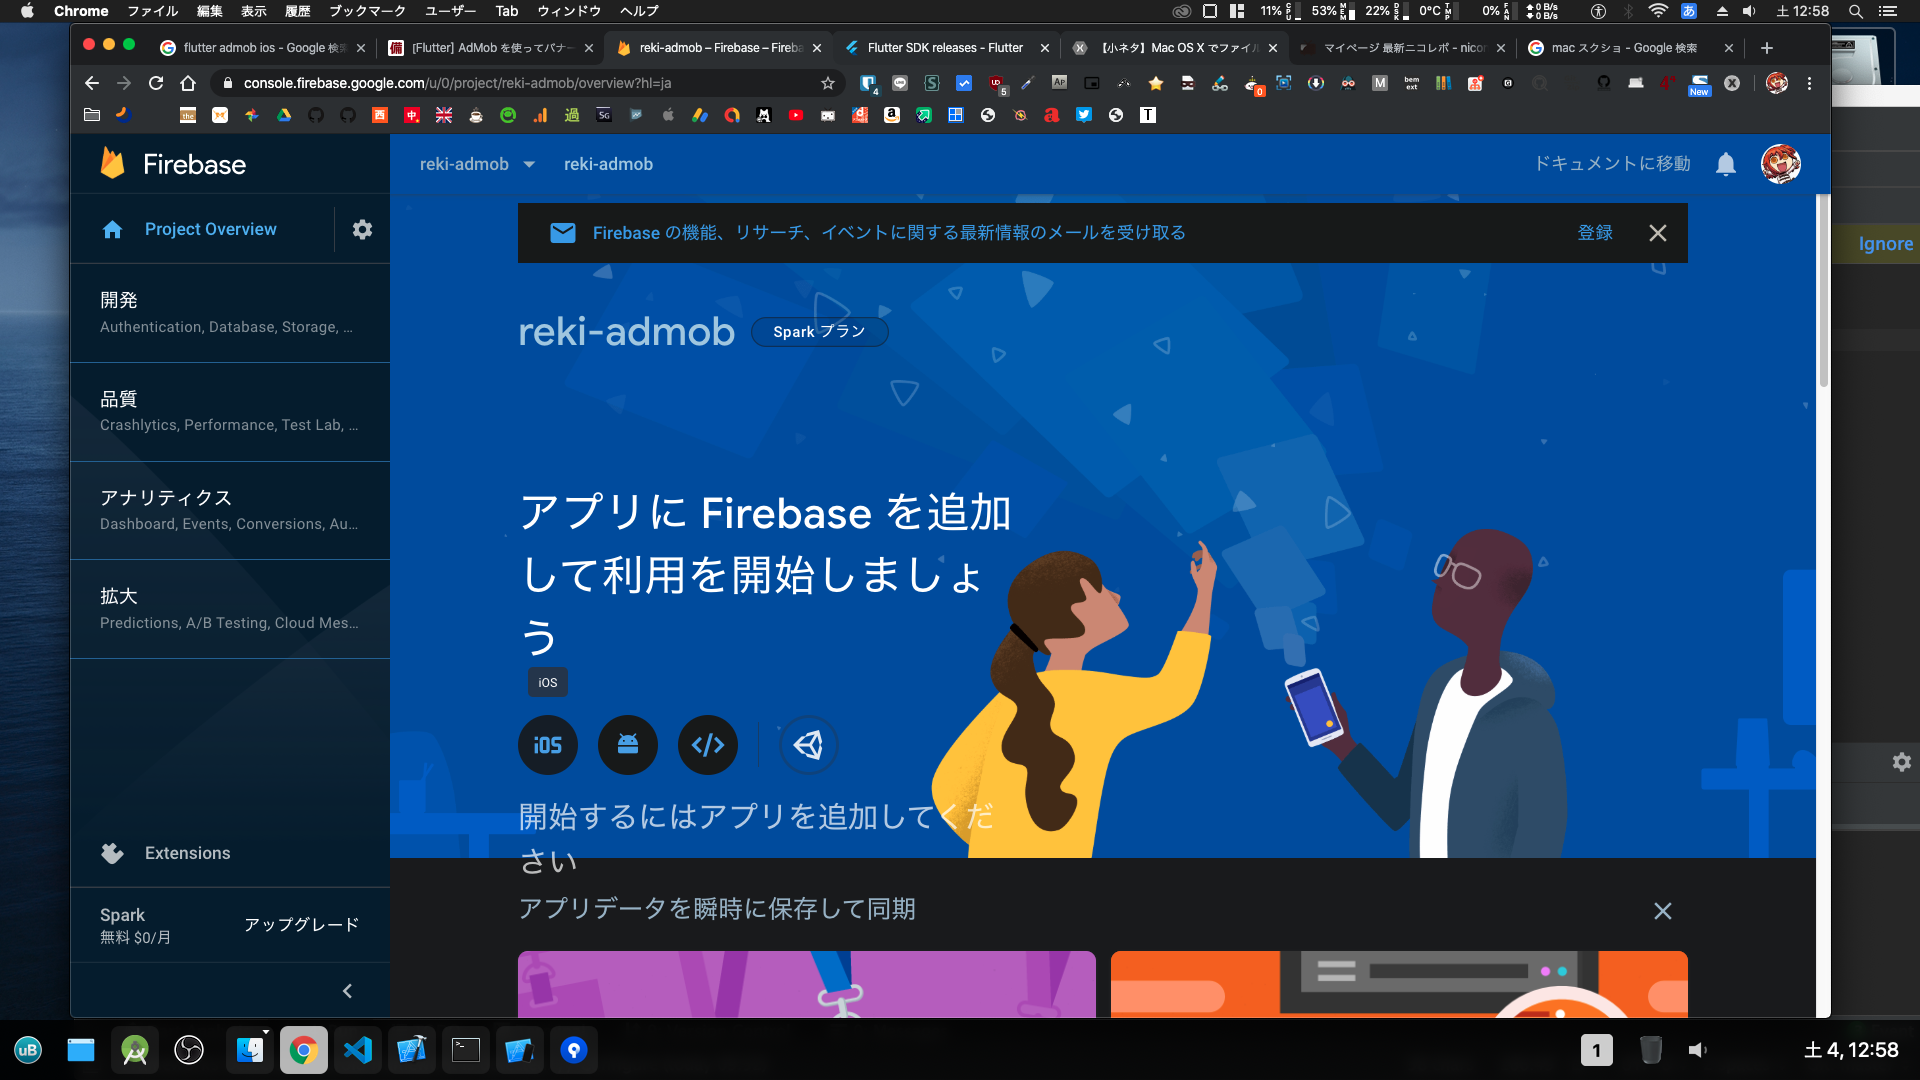 Chrome ファイル 編集 表示 履歴 ブックマーク ユーザー Tab ウィンドウ ヘルプ
11% 53% 22% 0°C 0% 0 B/s 0 B/s あ 土 12:58
flutter admob ios - Google 検索
[Flutter] AdMob を使ってバナー
reki-admob – Firebase – Fireba
Flutter SDK releases - Flutter
【小ネタ】Mac OS X でファイル
マイページ 最新ニコレポ - nicor
mac スクショ - Google 検索
console.firebase.google.com/u/0/project/reki-admob/overview?hl=ja
Firebase
reki-admob
reki-admob
ドキュメントに移動
Project Overview
Firebase の機能、リサーチ、イベントに関する最新情報のメールを受け取る
登録
Ignore
開発
Authentication, Database, Storage, …
reki-admob
Spark プラン
品質
Crashlytics, Performance, Test Lab, …
アナリティクス
Dashboard, Events, Conversions, Au…
拡大
Predictions, A/B Testing, Cloud Mes…
アプリに Firebase を追加
して利用を開始しましょ
う
iOS
iOS
開始するにはアプリを追加してくだ
さい
Extensions
アプリデータを瞬時に保存して同期
Spark
無料 $0/月
アップグレード
uB
1
土 4, 12:58